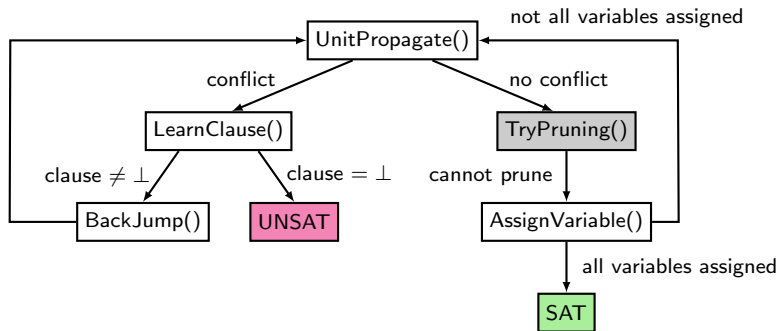 not all variables assigned
UnitPropagate()
conflict
no conflict
LearnClause()
TryPruning()
clause ≠ ⊥
clause = ⊥
cannot prune
BackJump()
UNSAT
AssignVariable()
all variables assigned
SAT